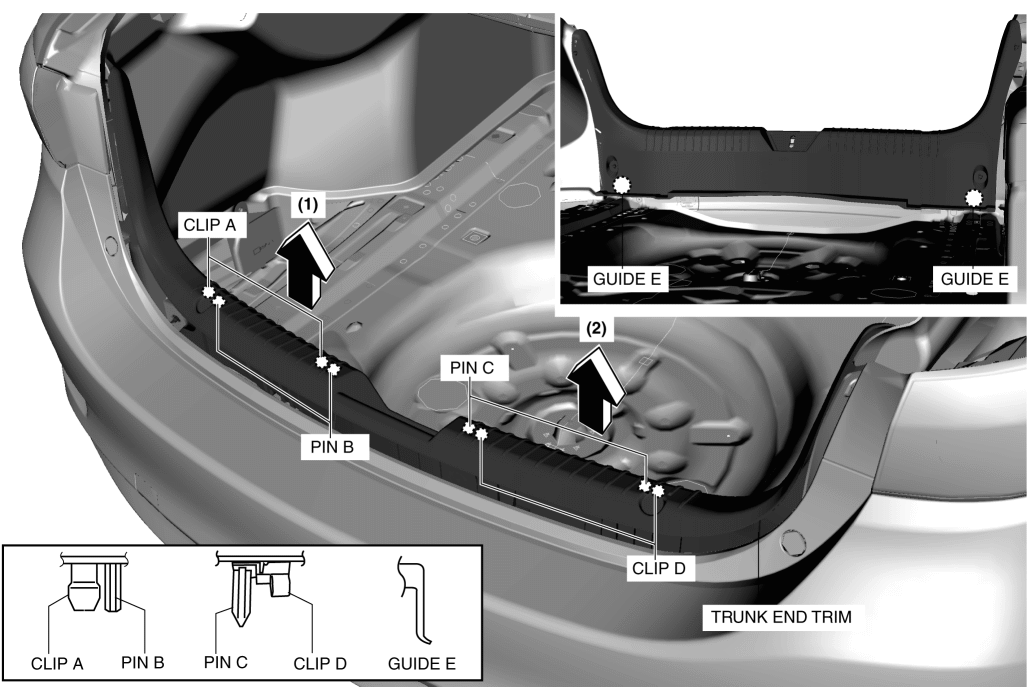 (1)
CLIP A
GUIDE E
GUIDE E
(2)
PIN C
PIN B
CLIP D
TRUNK END TRIM
CLIP A
PIN B
PIN C
CLIP D
GUIDE E